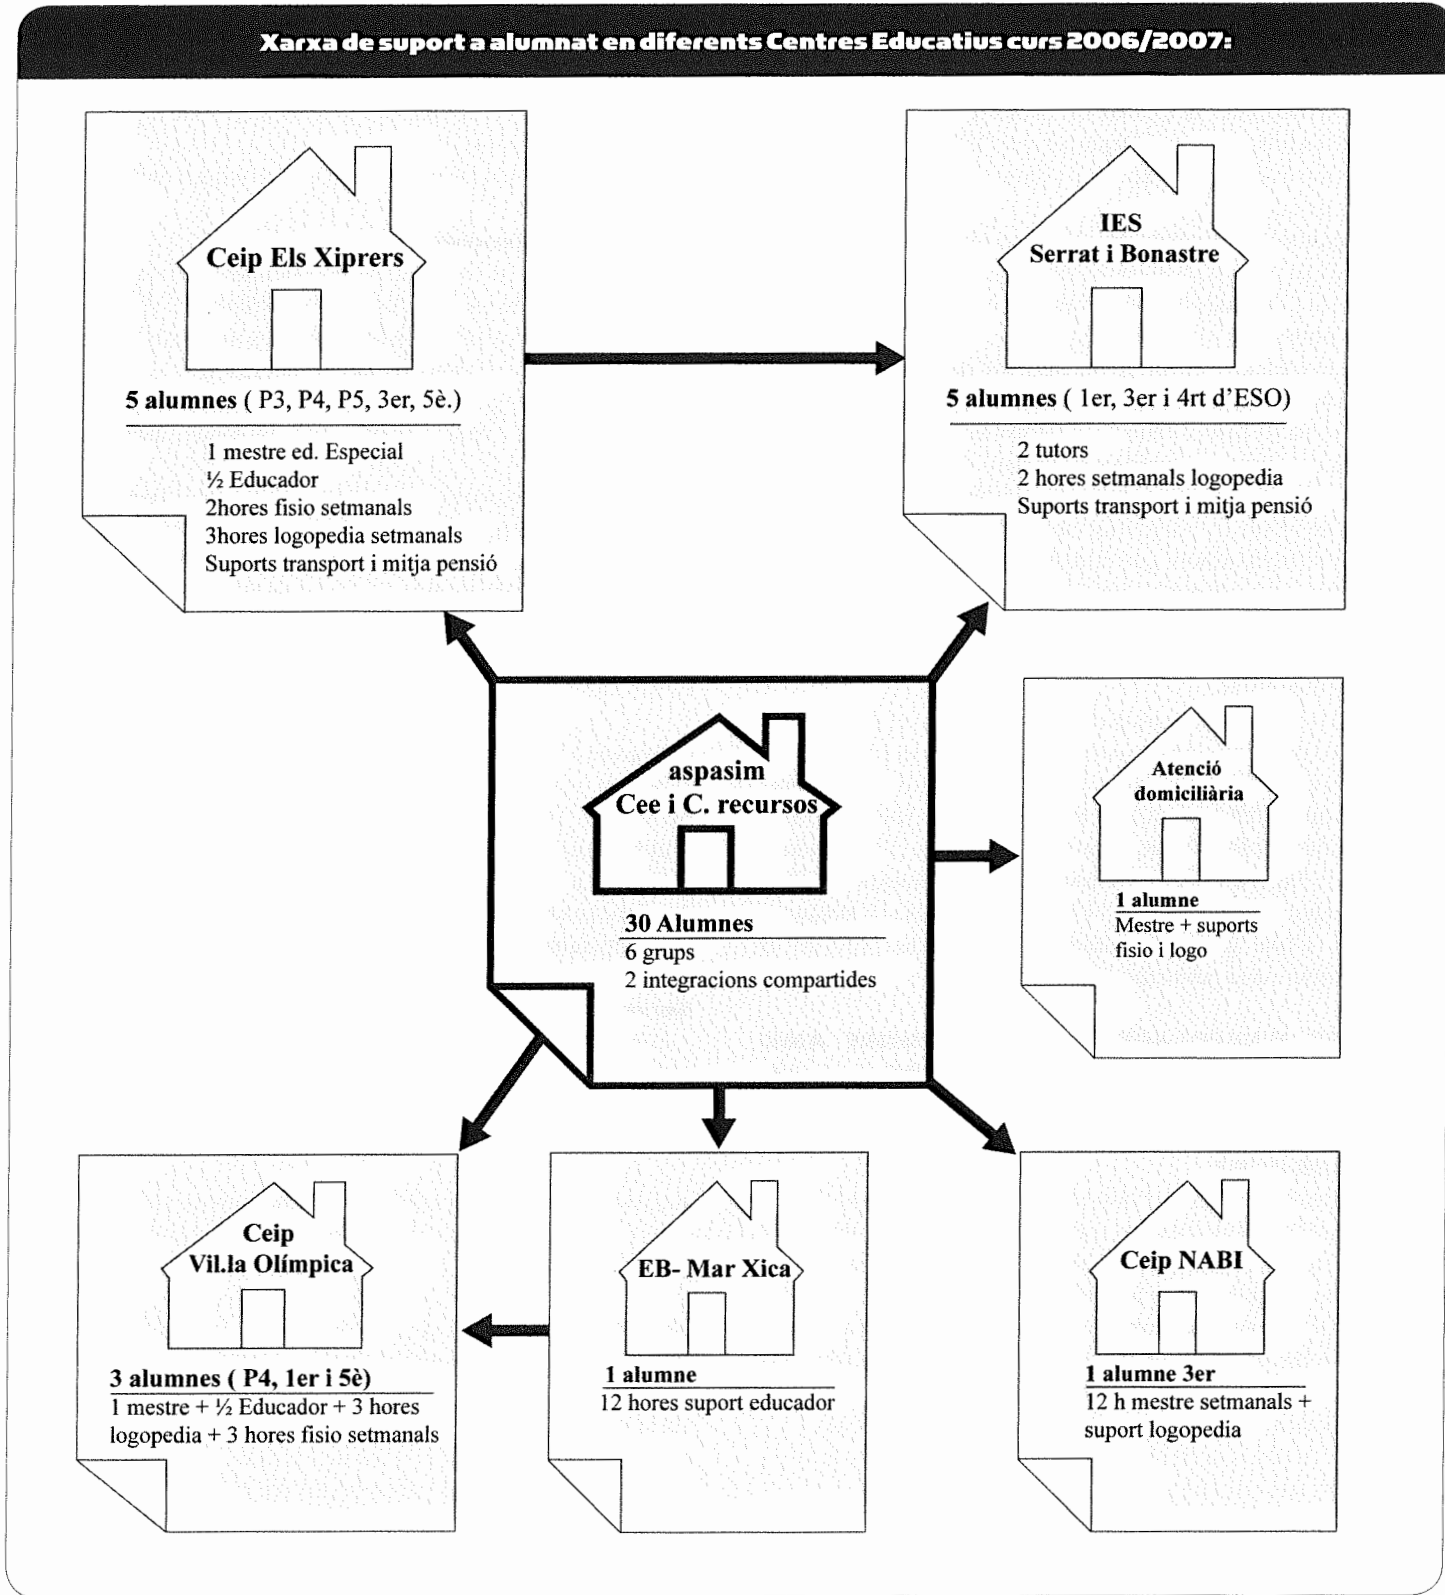 Xarxa de suport a alumnat en diferents Centres Educatius curs 2006/2007:
Ceip Els Xiprers
5 alumnes ( P3, P4, P5, 3er, 5è.)
1 mestre ed. Especial
½ Educador
2hores fisio setmanals
3hores logopedia setmanals
Suports transport i mitja pensió
IES
Serrat i Bonastre
5 alumnes ( 1er, 3er i 4rt d’ESO)
2 tutors
2 hores setmanals logopedia
Suports transport i mitja pensió
aspasim
Cee i C. recursos
30 Alumnes
6 grups
2 integracions compartides
Atenció
domiciliària
1 alumne
Mestre + suports
fisio i logo
Ceip
Vil.la Olímpica
3 alumnes ( P4, 1er i 5è)
1 mestre + ½ Educador + 3 hores
logopedia + 3 hores fisio setmanals
EB- Mar Xica
1 alumne
12 hores suport educador
Ceip NABI
1 alumne 3er
12 h mestre setmanals +
suport logopedia